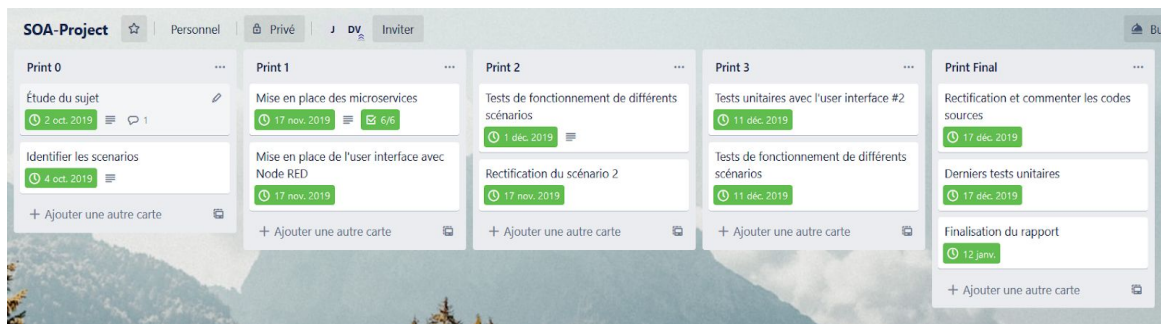 SOA-Project Personnel Privé J DV Inviter Bu
Print 0
Étude du sujet
2 oct. 2019 1
Identifier les scenarios
4 oct. 2019
+ Ajouter une autre carte
Print 1
Mise en place des microservices
17 nov. 2019 6/6
Mise en place de l'user interface avec
Node RED
17 nov. 2019
+ Ajouter une autre carte
Print 2
Tests de fonctionnement de différents
scénarios
1 déc. 2019
Rectification du scénario 2
17 nov. 2019
+ Ajouter une autre carte
Print 3
Tests unitaires avec l'user interface #2
11 déc. 2019
Tests de fonctionnement de différents
scénarios
11 déc. 2019
+ Ajouter une autre carte
Print Final
Rectification et commenter les codes
sources
17 déc. 2019
Derniers tests unitaires
17 déc. 2019
Finalisation du rapport
12 janv.
+ Ajouter une autre carte